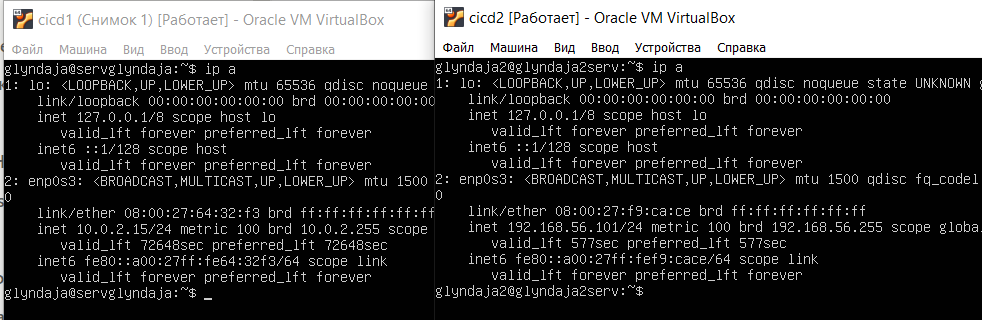 cicd1 (Снимок 1) [Работает] - Oracle VM VirtualBox
Файл Машина Вид Ввод Устройства Справка
glyndaja@servglyndaja:~$ ip a
1: lo: <LOOPBACK,UP,LOWER_UP> mtu 65536 qdisc noqueue
link/loopback 00:00:00:00:00:00 brd 00:00:00:00:00
inet 127.0.0.1/8 scope host lo
valid_lft forever preferred_lft forever
inet6 ::1/128 scope host
valid_lft forever preferred_lft forever
2: enp0s3: <BROADCAST,MULTICAST,UP,LOWER_UP> mtu 1500
0
link/ether 08:00:27:64:32:f3 brd ff:ff:ff:ff:ff:ff
inet 10.0.2.15/24 metric 100 brd 10.0.2.255 scope
valid_lft 72648sec preferred_lft 72648sec
inet6 fe80::a00:27ff:fe64:32f3/64 scope link
valid_lft forever preferred_lft forever
glyndaja@servglyndaja:~$ _
cicd2 [Работает] - Oracle VM VirtualBox
Файл Машина Вид Ввод Устройства Справка
glyndaja2@glyndaja2serv:~$ ip a
1: lo: <LOOPBACK,UP,LOWER_UP> mtu 65536 qdisc noqueue state UNKNOWN g
link/loopback 00:00:00:00:00:00 brd 00:00:00:00:00:00
inet 127.0.0.1/8 scope host lo
valid_lft forever preferred_lft forever
inet6 ::1/128 scope host
valid_lft forever preferred_lft forever
2: enp0s3: <BROADCAST,MULTICAST,UP,LOWER_UP> mtu 1500 qdisc fq_codel
0
link/ether 08:00:27:f9:ca:ce brd ff:ff:ff:ff:ff:ff
inet 192.168.56.101/24 metric 100 brd 192.168.56.255 scope globa
valid_lft 577sec preferred_lft 577sec
inet6 fe80::a00:27ff:fef9:cace/64 scope link
valid_lft forever preferred_lft forever
glyndaja2@glyndaja2serv:~$